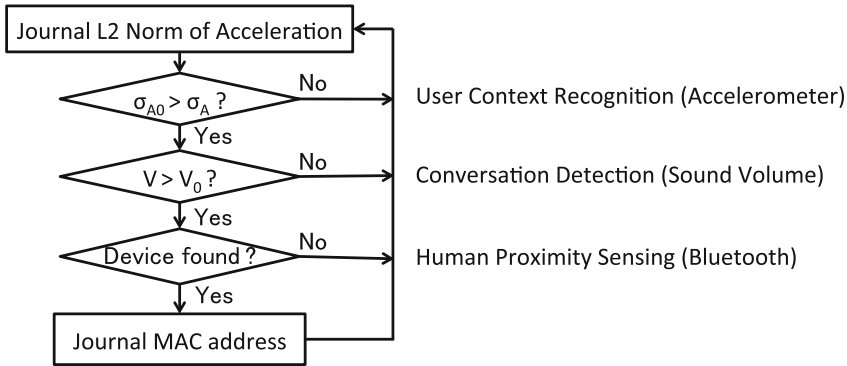 Journal L2 Norm of Acceleration
No
σA0 > σA ?
User Context Recognition (Accelerometer)
Yes
No
V > V0 ?
Conversation Detection (Sound Volume)
Yes
No
Device found ?
Human Proximity Sensing (Bluetooth)
Yes
Journal MAC address